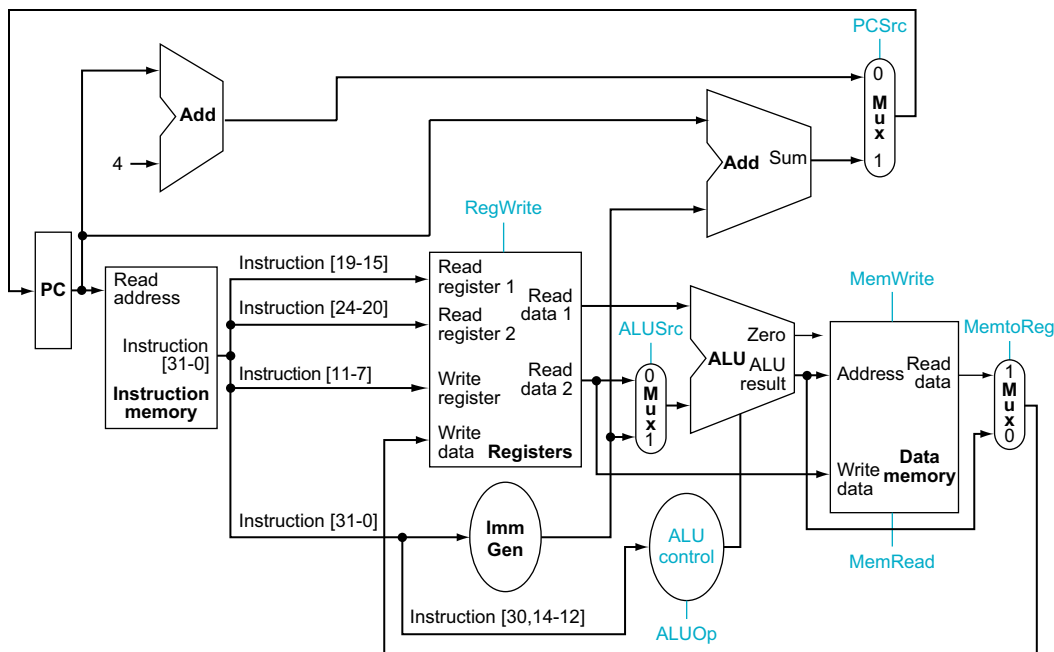 PCSrc
0
Mux
1
Add
4
Add
Sum
RegWrite
PC
Read
address
Instruction
[31-0]
Instruction
memory
Instruction [19-15]
Instruction [24-20]
Instruction [11-7]
Instruction [31-0]
Instruction [30,14-12]
Read
register 1
Read
register 2
Write
register
Write
data
Read
data 1
Read
data 2
Registers
Imm
Gen
ALUSrc
0
Mux
1
Zero
ALU
ALU
result
ALU
control
ALUOp
MemWrite
Address
Read
data
Write
data
Data
memory
MemRead
MemtoReg
1
Mux
0